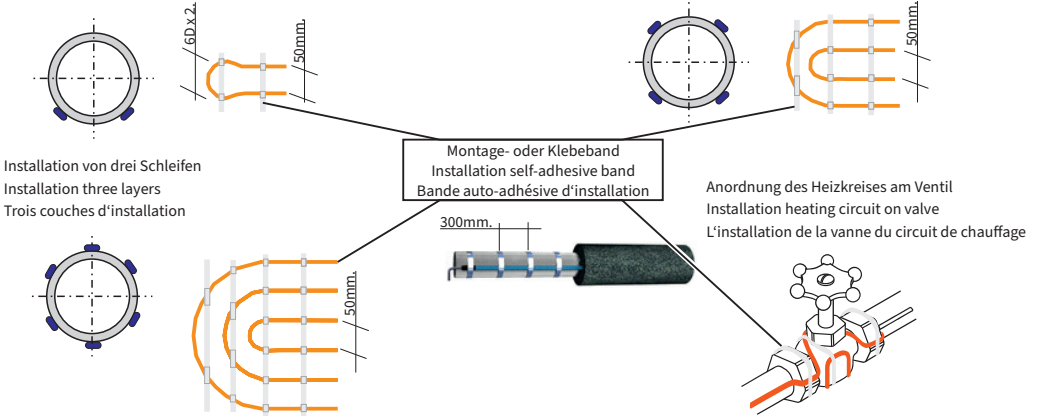 6D x 2.
50mm.
50mm.
Montage- oder Klebeband
Installation self-adhesive band
Bande auto-adhésive d'installation
Installation von drei Schleifen
Installation three layers
Trois couches d'installation
Anordnung des Heizkreises am Ventil
Installation heating circuit on valve
L'installation de la vanne du circuit de chauffage
300mm.
50mm.